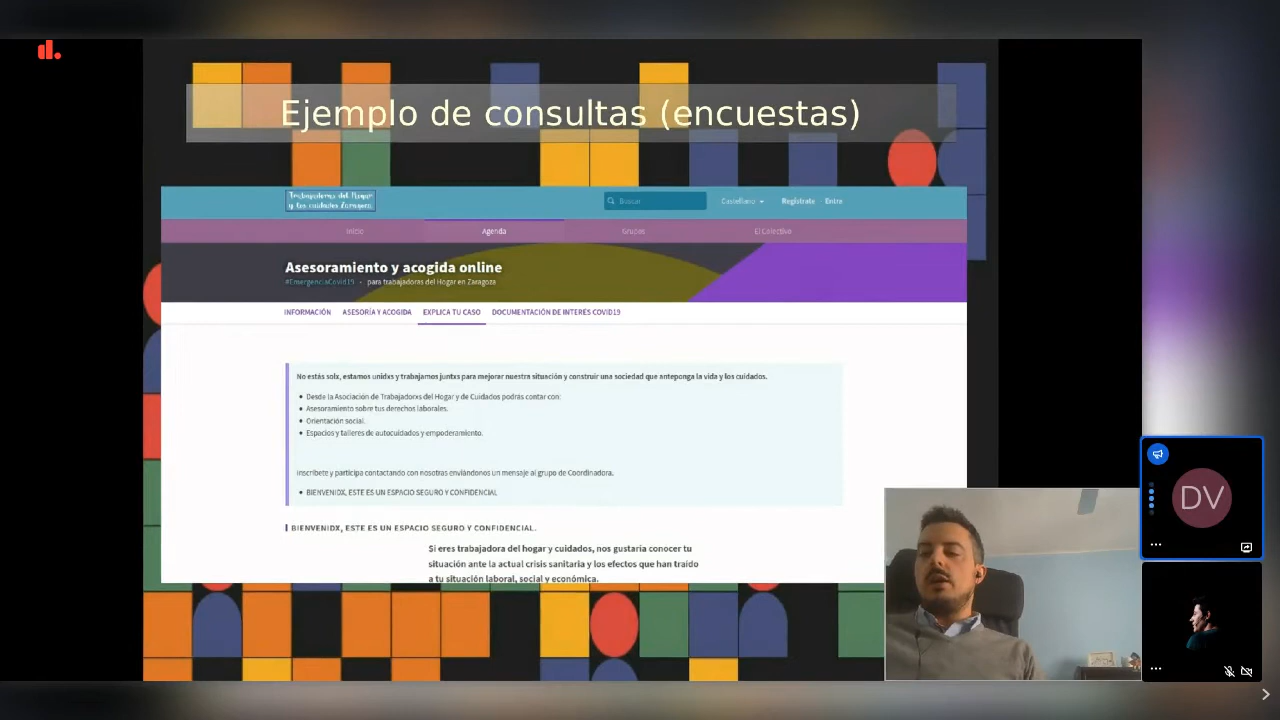 Ejemplo de consultas (encuestas)
Trabajadoras del Hogar
y los cuidados Zaragoza
Buscar
Castellano
Regístrate
Entra
Inicio
Agenda
Grupos
El Colectivo
Asesoramiento y acogida online
#EmergenciaCovid19 - para trabajadoras del Hogar en Zaragoza
INFORMACIÓN
ASESORÍA Y ACOGIDA
EXPLICA TU CASO
DOCUMENTACIÓN DE INTERÉS COVID19
No estás solx, estamos unidxs y trabajamos juntxs para mejorar nuestra situación y construir una sociedad que anteponga la vida y los cuidados.
Desde la Asociación de Trabajadorxs del Hogar y de Cuidados podrás contar con:
Asesoramiento sobre tus derechos laborales.
Orientación social.
Espacios y talleres de autocuidados y empoderamiento.
Inscríbete y participa contactando con nosotras enviándonos un mensaje al grupo de Coordinadora.
BIENVENIDX, ESTE ES UN ESPACIO SEGURO Y CONFIDENCIAL
BIENVENIDX, ESTE ES UN ESPACIO SEGURO Y CONFIDENCIAL.
Si eres trabajadora del hogar y cuidados, nos gustaría conocer tu
situación ante la actual crisis sanitaria y los efectos que han traído
a tu situación laboral, social y económica.
DV